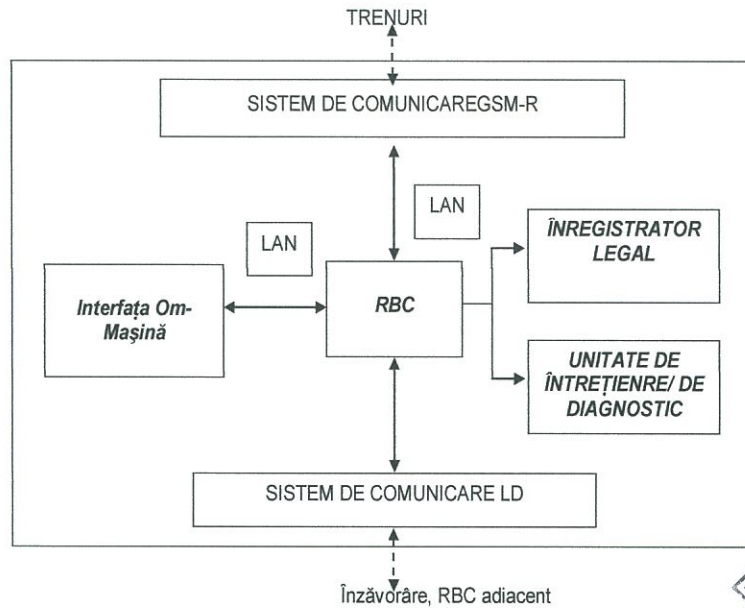 TRENURI
SISTEM DE COMUNICAREGSM-R
LAN
LAN
ÎNREGISTRATOR
LEGAL
Interfața Om-
Mașină
RBC
UNITATE DE
ÎNTREȚIENRE/ DE
DIAGNOSTIC
SISTEM DE COMUNICARE LD
Înzăvorâre, RBC adiacent